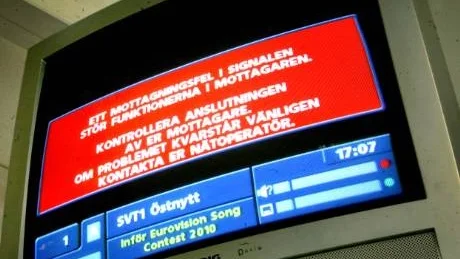 ETT MOTTAGNINGSFEL I SIGNALEN
STÖR FUNKTIONERNA I MOTTAGAREN.
KONTROLLERA ANSLUTNINGEN
AV ER MOTTAGARE.
OM PROBLEMET KVARSTÅR VÄNLIGEN
KONTAKTA ER NÄTOPERATÖR.
17:07
1
SVT1 Östnytt
Inför Eurovision Song
Contest 2010